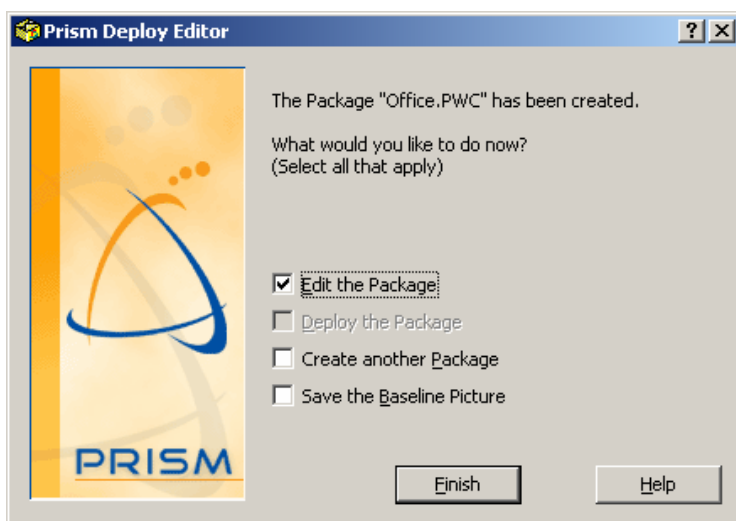 Prism Deploy Editor
The Package "Office.PWC" has been created.
What would you like to do now?
(Select all that apply)
Edit the Package
Deploy the Package
Create another Package
Save the Baseline Picture
PRISM
Finish
Help